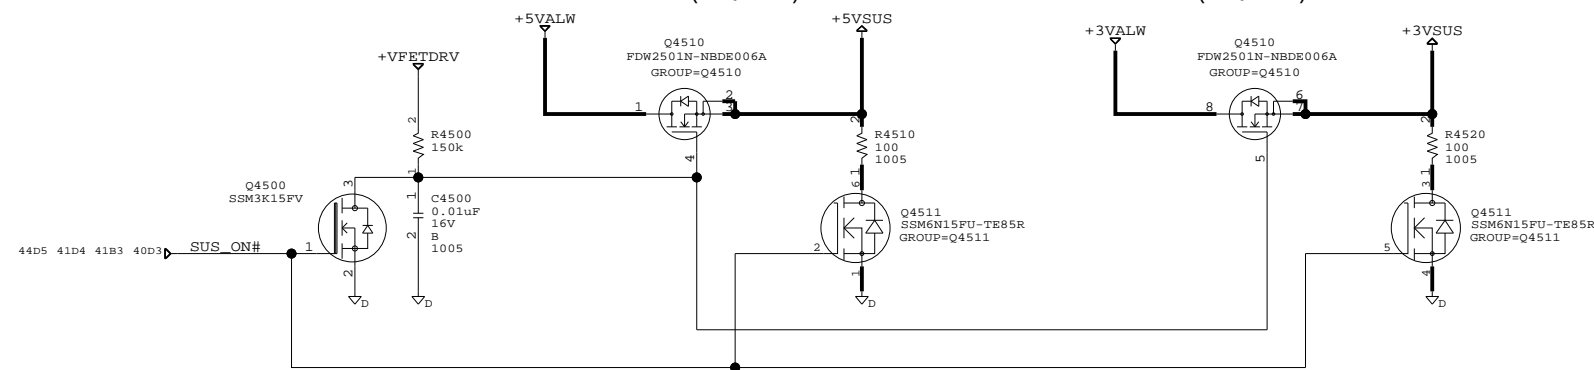 +5VALW
+5VSUS
+3VALW
+3VSUS
+VFETDRV
Q4510
FDW2501N-NBDE006A
GROUP=Q4510
Q4510
FDW2501N-NBDE006A
GROUP=Q4510
1
2
3
4
8
6
7
5
2
R4500
150k
1
2
R4510
100
1005
1
2
R4520
100
1005
1
Q4500
SSM3K15FV
3
1
2
1
C4500
0.01uF
16V
B
1005
2
6
Q4511
SSM6N15FU-TE85R
GROUP=Q4511
2
1
3
Q4511
SSM6N15FU-TE85R
GROUP=Q4511
5
4
44D5 41D4 41B3 40D3
SUS_ON#
D
D
D
D